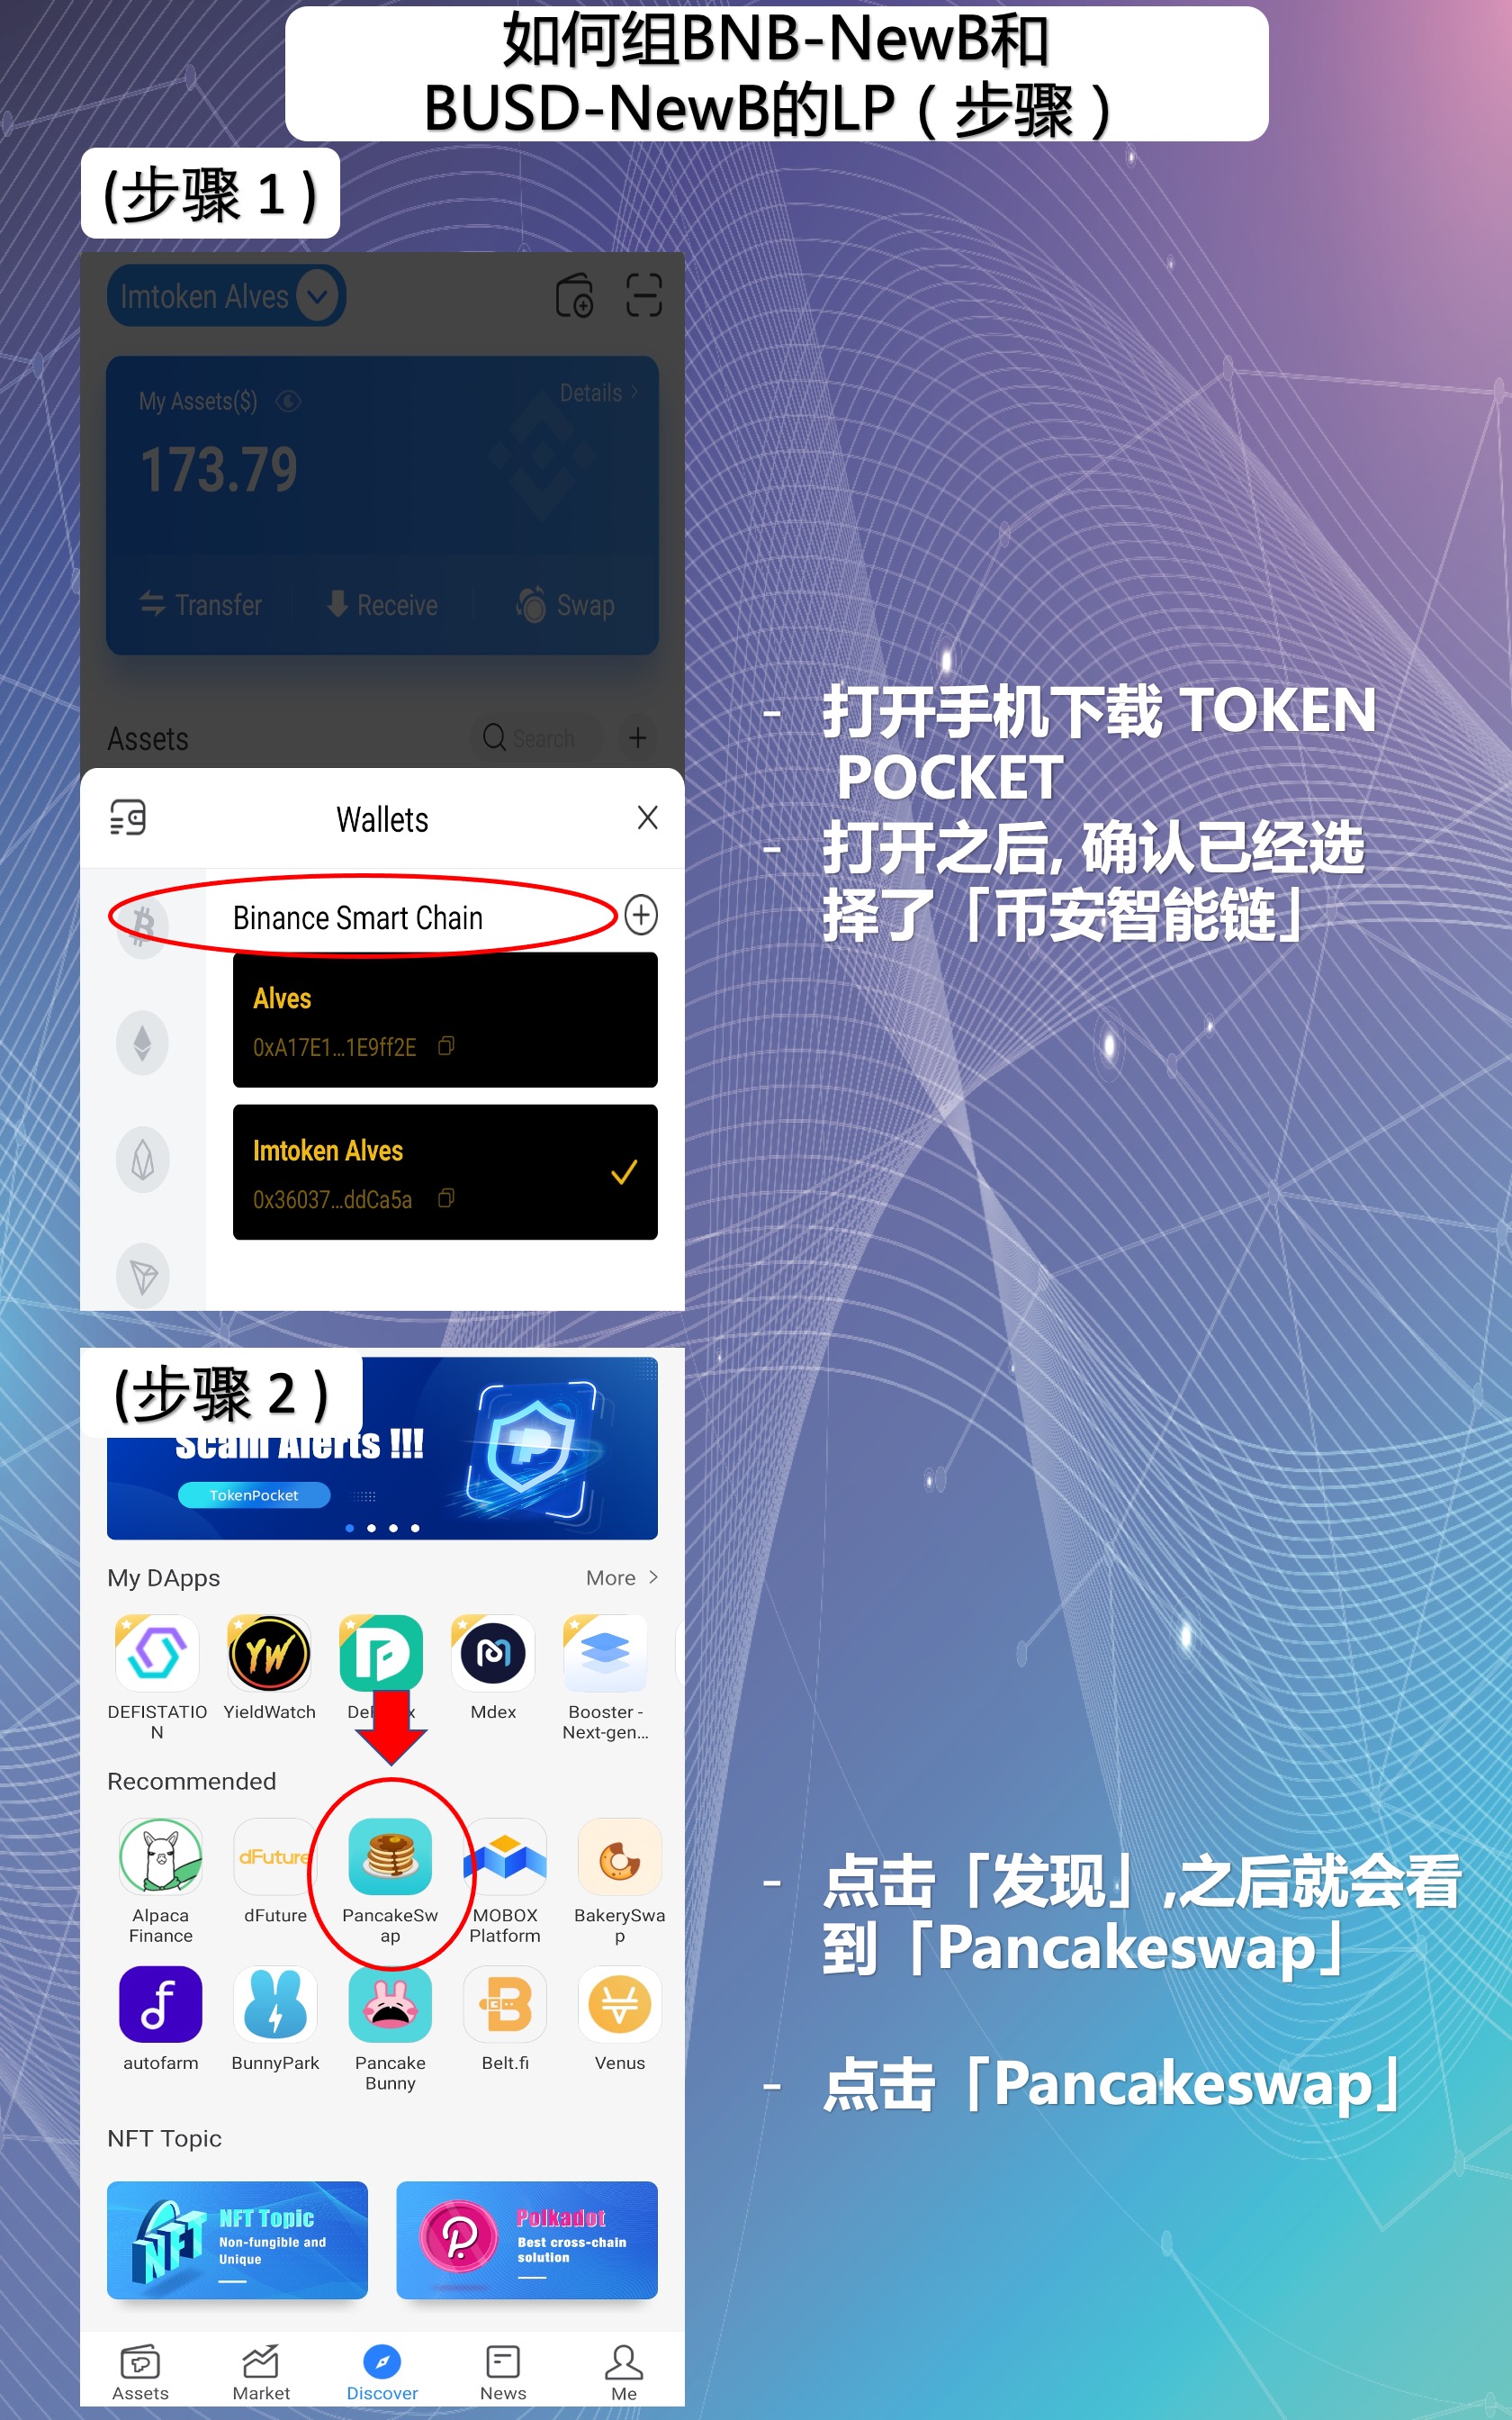 如何组BNB-NewB和
BUSD-NewB的LP（步骤）
(步骤 1 )
Imtoken Alves
My Assets($)
Details
173.79
Transfer
Receive
Swap
Assets
Search
Wallets
Binance Smart Chain
Alves
0xA17E1...1E9ff2E
Imtoken Alves
0x36037...ddCa5a
- 打开手机下载 TOKEN
POCKET
- 打开之后, 确认已经选
择了「币安智能链」
(步骤 2 )
Scam Alerts !!!
TokenPocket
My DApps
More
DEFISTATIO
N
YieldWatch
Mdex
Booster -
Next-gen...
Recommended
Alpaca
Finance
dFuture
dFuture
PancakeSw
ap
MOBOX
Platform
BakerySwa
p
autofarm
BunnyPark
Pancake
Bunny
Belt.fi
Venus
NFT Topic
NFT
NFT Topic
Non-fungible and
Unique
Polkadot
Best cross-chain
solution
Assets
Market
Discover
News
Me
- 点击「发现」,之后就会看
到「Pancakeswap」
- 点击「Pancakeswap」